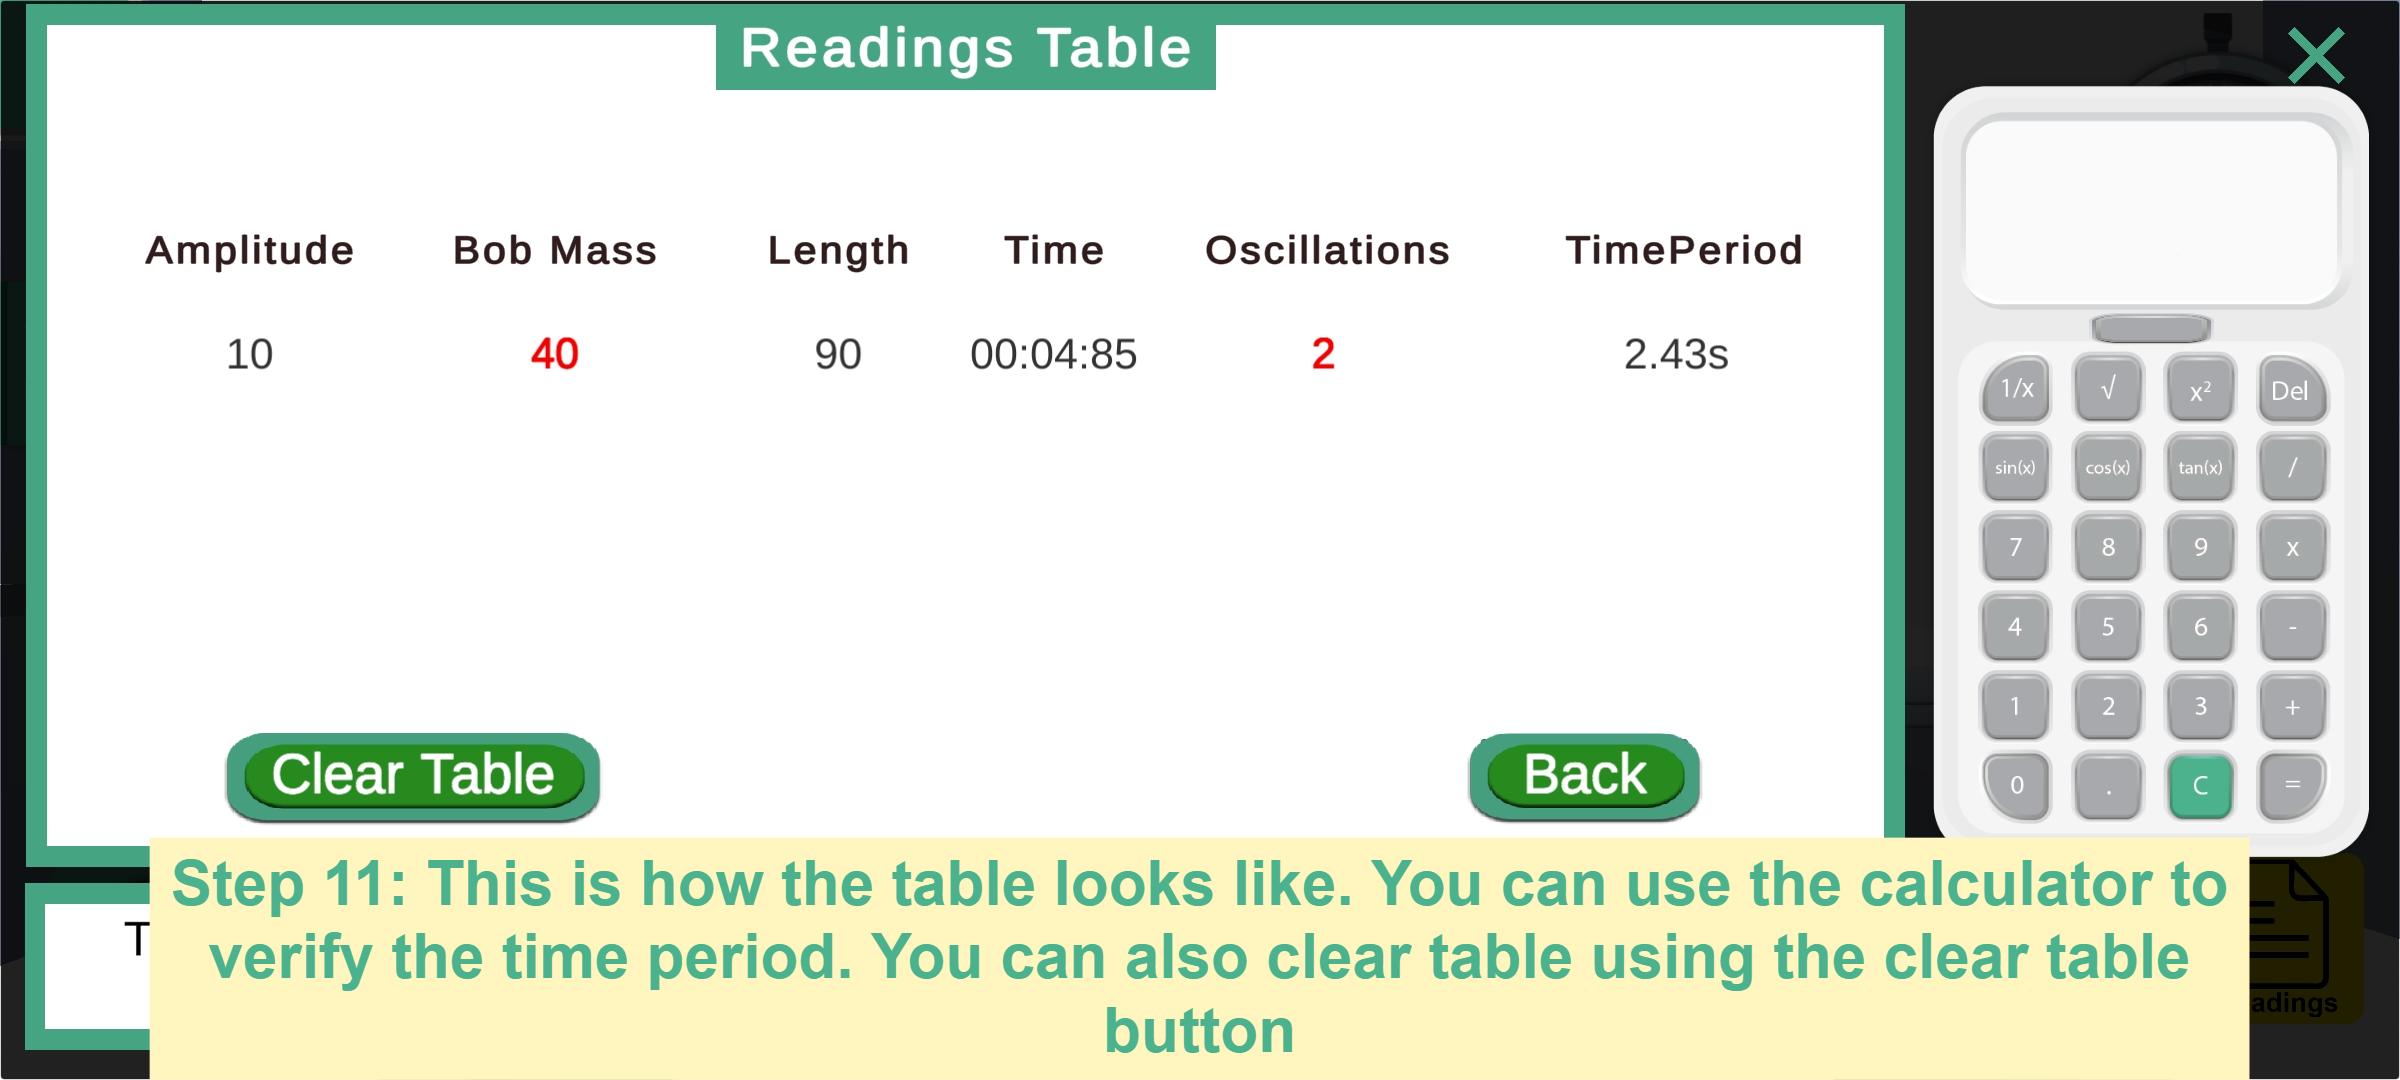 Readings Table
Amplitude Bob Mass Length Time Oscillations TimePeriod
10 40 90 00:04:85 2 2.43s
1/x √ x² Del
sin(x) cos(x) tan(x) /
7 8 9 x
4 5 6 -
1 2 3 +
0 . C =
Clear Table Back
Step 11: This is how the table looks like. You can use the calculator to
verify the time period. You can also clear table using the clear table
button
T
adings